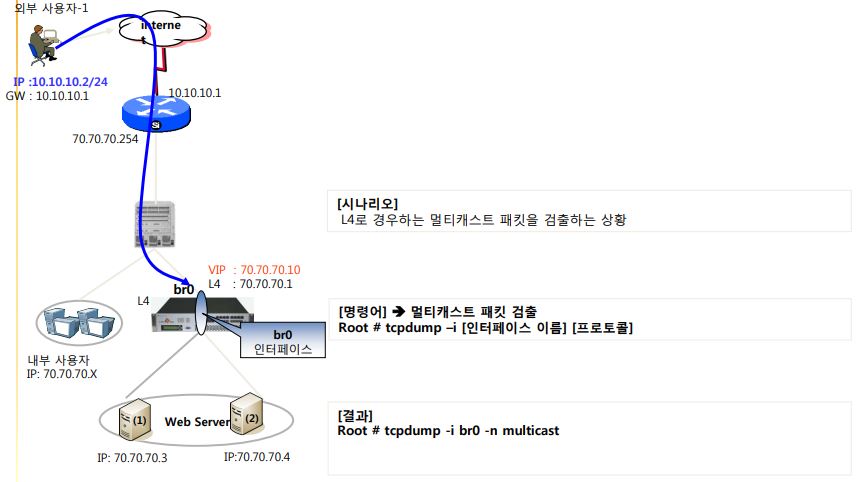 외부 사용자-1
interne
t
IP :10.10.10.2/24
GW : 10.10.10.1
10.10.10.1
Si
70.70.70.254
[시나리오]
L4로 경우하는 멀티캐스트 패킷을 검출하는 상황
VIP : 70.70.70.10
L4 : 70.70.70.1
br0
L4
br0
인터페이스
[명령어] ➔ 멀티캐스트 패킷 검출
Root # tcpdump –i [인터페이스 이름] [프로토콜]
내부 사용자
IP: 70.70.70.X
(1)
Web Server
(2)
IP: 70.70.70.3
IP:70.70.70.4
[결과]
Root # tcpdump -i br0 -n multicast